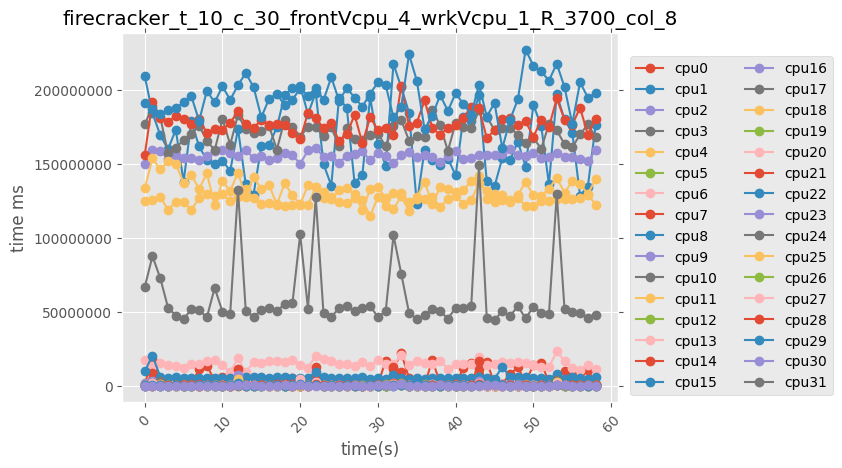 firecracker_t_10_c_30_frontVcpu_4_wrkVcpu_1_R_3700_col_8
time ms
200000000
150000000
100000000
50000000
0
0
10
20
30
40
50
60
time(s)
cpu0
cpu1
cpu2
cpu3
cpu4
cpu5
cpu6
cpu7
cpu8
cpu9
cpu10
cpu11
cpu12
cpu13
cpu14
cpu15
cpu16
cpu17
cpu18
cpu19
cpu20
cpu21
cpu22
cpu23
cpu24
cpu25
cpu26
cpu27
cpu28
cpu29
cpu30
cpu31